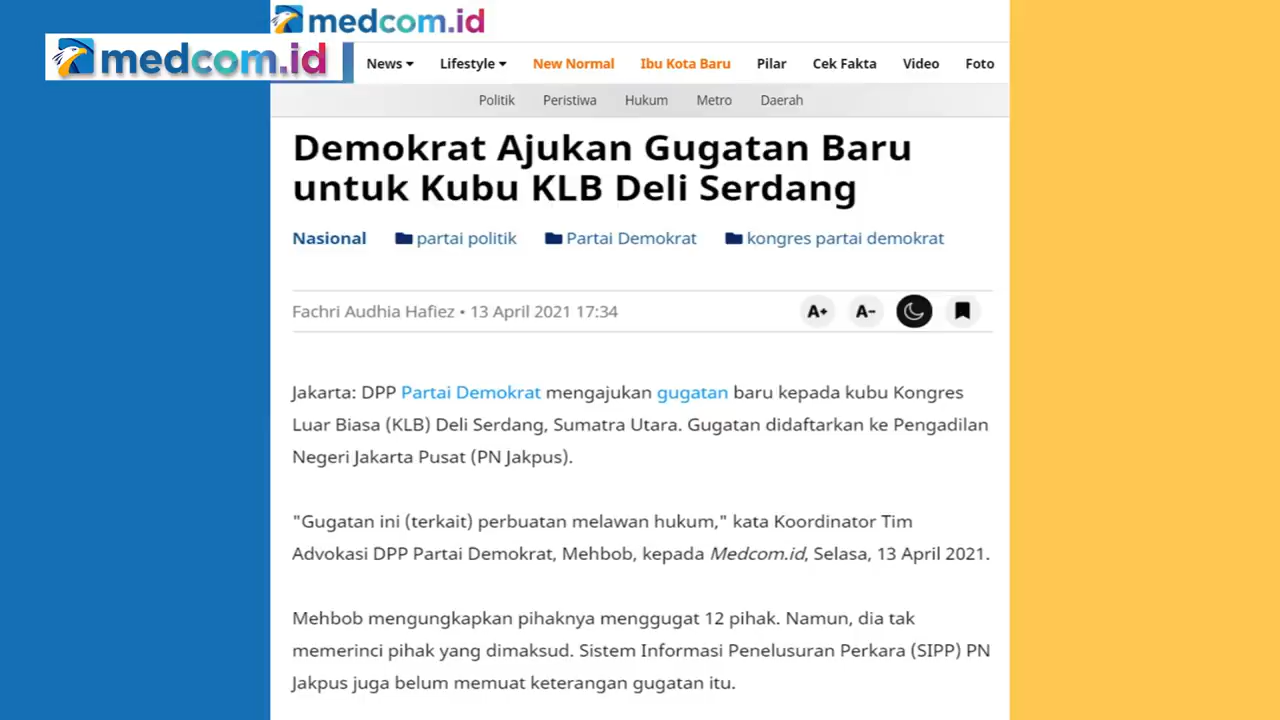 medcom.id
medcom.id
News Lifestyle New Normal Ibu Kota Baru Pilar Cek Fakta Video Foto
Politik Peristiwa Hukum Metro Daerah
Demokrat Ajukan Gugatan Baru
untuk Kubu KLB Deli Serdang
Nasional partai politik Partai Demokrat kongres partai demokrat
Fachri Audhia Hafiez • 13 April 2021 17:34 A+ A-
Jakarta: DPP Partai Demokrat mengajukan gugatan baru kepada kubu Kongres
Luar Biasa (KLB) Deli Serdang, Sumatra Utara. Gugatan didaftarkan ke Pengadilan
Negeri Jakarta Pusat (PN Jakpus).
"Gugatan ini (terkait) perbuatan melawan hukum," kata Koordinator Tim
Advokasi DPP Partai Demokrat, Mehbob, kepada Medcom.id, Selasa, 13 April 2021.
Mehbob mengungkapkan pihaknya menggugat 12 pihak. Namun, dia tak
memerinci pihak yang dimaksud. Sistem Informasi Penelusuran Perkara (SIPP) PN
Jakpus juga belum memuat keterangan gugatan itu.